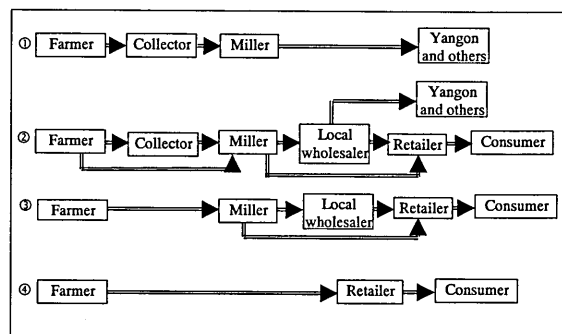 ① Farmer Collector Miller Yangon and others
Yangon and others
② Farmer Collector Miller Local wholesaler Retailer Consumer
③ Farmer Miller Local wholesaler Retailer Consumer
④ Farmer Retailer Consumer